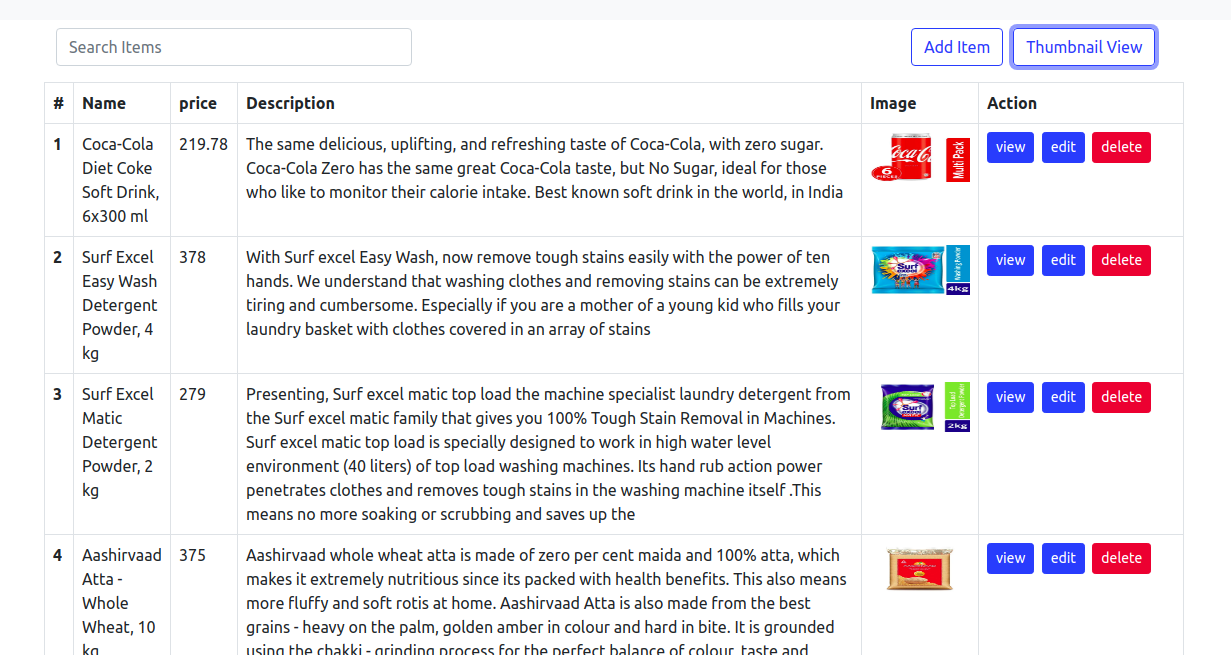 Search Items
Add Item
Thumbnail View
# Name price Description Image Action
1
Coca-Cola
Diet Coke
Soft Drink,
6x300 ml
219.78
The same delicious, uplifting, and refreshing taste of Coca-Cola, with zero sugar.
Coca-Cola Zero has the same great Coca-Cola taste, but No Sugar, ideal for those
who like to monitor their calorie intake. Best known soft drink in the world, in India
Coca-C
6
PIECES
Multi Pack
view edit delete
2
Surf Excel
Easy Wash
Detergent
Powder, 4
kg
378
With Surf excel Easy Wash, now remove tough stains easily with the power of ten
hands. We understand that washing clothes and removing stains can be extremely
tiring and cumbersome. Especially if you are a mother of a young kid who fills your
laundry basket with clothes covered in an array of stains
Surf
excel
Washing Powder
4kg
view edit delete
3
Surf Excel
Matic
Detergent
Powder, 2
kg
279
Presenting, Surf excel matic top load the machine specialist laundry detergent from
the Surf excel matic family that gives you 100% Tough Stain Removal in Machines.
Surf excel matic top load is specially designed to work in high water level
environment (40 liters) of top load washing machines. Its hand rub action power
penetrates clothes and removes tough stains in the washing machine itself .This
means no more soaking or scrubbing and saves up the
Surf
excel
2kg
view edit delete
4
Aashirvaad
Atta -
Whole
Wheat, 10
kg
375
Aashirvaad whole wheat atta is made of zero per cent maida and 100% atta, which
makes it extremely nutritious since its packed with health benefits. This also means
more fluffy and soft rotis at home. Aashirvaad Atta is also made from the best
grains - heavy on the palm, golden amber in colour and hard in bite. It is grounded
using the chakki - grinding process for the perfect balance of colour, taste and
view edit delete